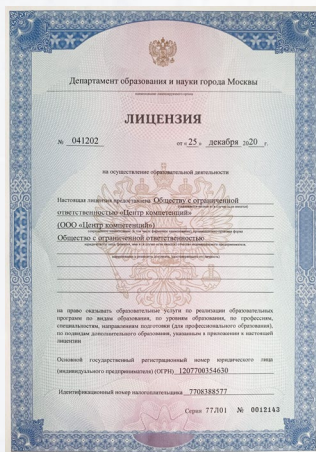 Департамент образования и науки города Москвы
ЛИЦЕНЗИЯ
№ 041202 от « 25 » декабря 2020 г.
на осуществление образовательной деятельности
Настоящая лицензия предоставлена Обществу с ограниченной
ответственностью «Центр компетенций»
(ООО «Центр компетенций»)
Общество с ограниченной ответственностью
на право оказывать образовательные услуги по реализации образовательных
программ по видам образования, по уровням образования, по профессиям,
специальностям, направлениям подготовки (для профессионального образования),
по подвидам дополнительного образования, указанным в приложении к настоящей
лицензии
Основной государственный регистрационный номер юридического лица
(индивидуального предпринимателя) (ОГРН) 1207700354630
Идентификационный номер налогоплательщика 7708388577
Серия 77Л01 № 0012143